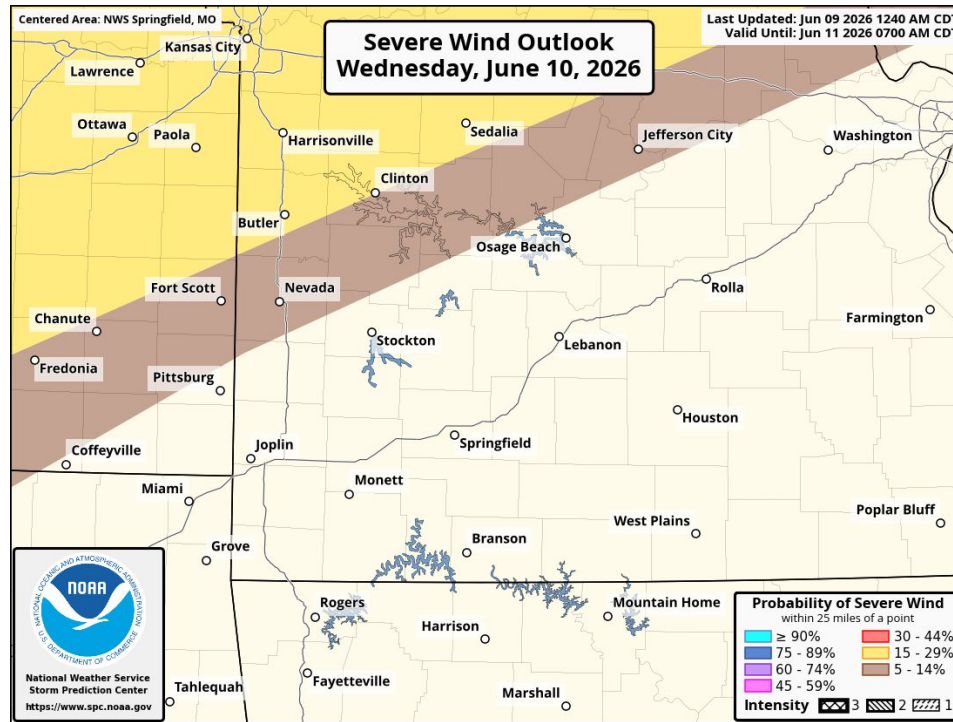 Centered Area: NWS Springfield, MO
Last Updated: Jun 09 2026 1240 AM CDT
Valid Until: Jun 11 2026 0700 AM CDT
Severe Wind Outlook
Wednesday, June 10, 2026
Kansas City
Lawrence
Ottawa
Paola
Harrisonville
Sedalia
Jefferson City
Washington
Clinton
Butler
Osage Beach
Fort Scott
Nevada
Rolla
Chanute
Farmington
Stockton
Lebanon
Fredonia
Pittsburg
Houston
Coffeyville
Joplin
Springfield
Miami
Monett
West Plains
Poplar Bluff
Grove
Branson
Rogers
Mountain Home
Harrison
Tahlequah
Fayetteville
Marshall
NATIONAL OCEANIC AND ATMOSPHERIC ADMINISTRATION
NOAA
U.S. DEPARTMENT OF COMMERCE
National Weather Service
Storm Prediction Center
https://www.spc.noaa.gov
Probability of Severe Wind
within 25 miles of a point
≥ 90% 30 - 44%
75 - 89% 15 - 29%
60 - 74% 5 - 14%
45 - 59%
Intensity 3 2 1